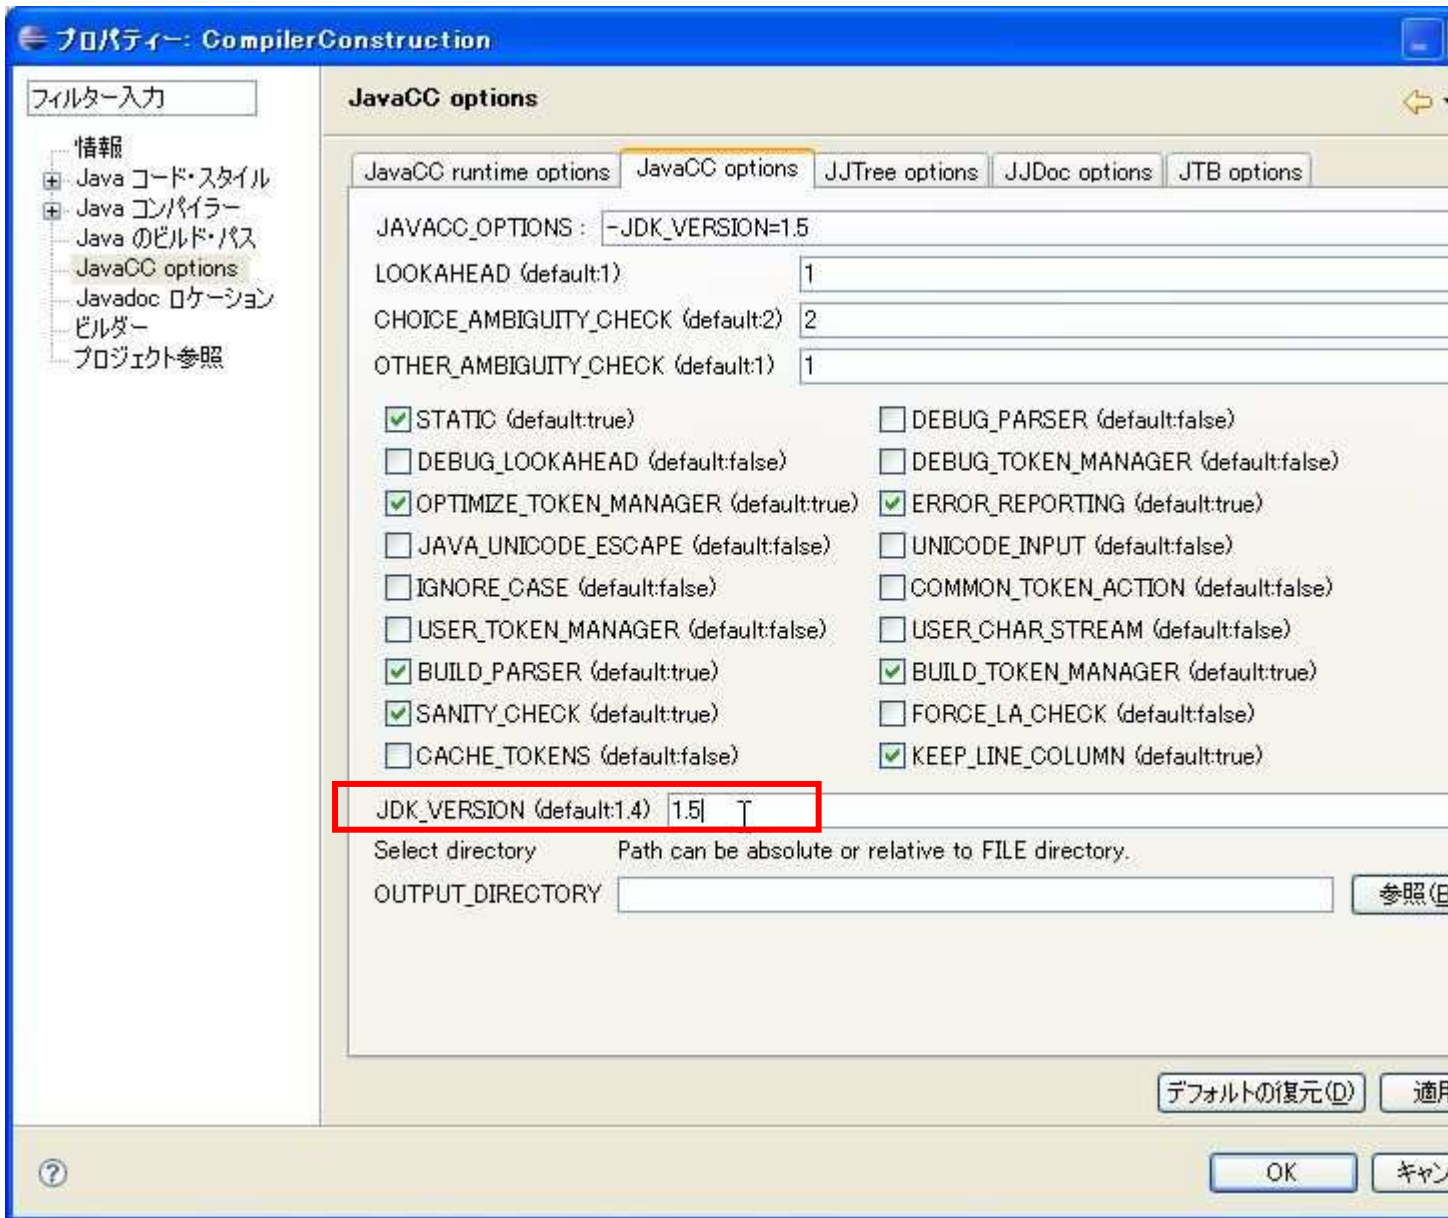 プロパティー: CompilerConstruction
フィルター入力
情報
Java コード・スタイル
Java コンパイラー
Java のビルド・パス
JavaCC options
Javadoc ロケーション
ビルダー
プロジェクト参照
JavaCC options
JavaCC runtime options JavaCC options JJTree options JJDoc options JTB options
JAVACC_OPTIONS : -JDK_VERSION=1.5
LOOKAHEAD (default:1) 1
CHOICE_AMBIGUITY_CHECK (default:2) 2
OTHER_AMBIGUITY_CHECK (default:1) 1
STATIC (default:true) DEBUG_PARSER (default:false)
DEBUG_LOOKAHEAD (default:false) DEBUG_TOKEN_MANAGER (default:false)
OPTIMIZE_TOKEN_MANAGER (default:true) ERROR_REPORTING (default:true)
JAVA_UNICODE_ESCAPE (default:false) UNICODE_INPUT (default:false)
IGNORE_CASE (default:false) COMMON_TOKEN_ACTION (default:false)
USER_TOKEN_MANAGER (default:false) USER_CHAR_STREAM (default:false)
BUILD_PARSER (default:true) BUILD_TOKEN_MANAGER (default:true)
SANITY_CHECK (default:true) FORCE_LA_CHECK (default:false)
CACHE_TOKENS (default:false) KEEP_LINE_COLUMN (default:true)
JDK_VERSION (default:1.4) 1.5
Select directory Path can be absolute or relative to FILE directory.
OUTPUT_DIRECTORY 参照(B
デフォルトの復元(D) 適用
OK キャン